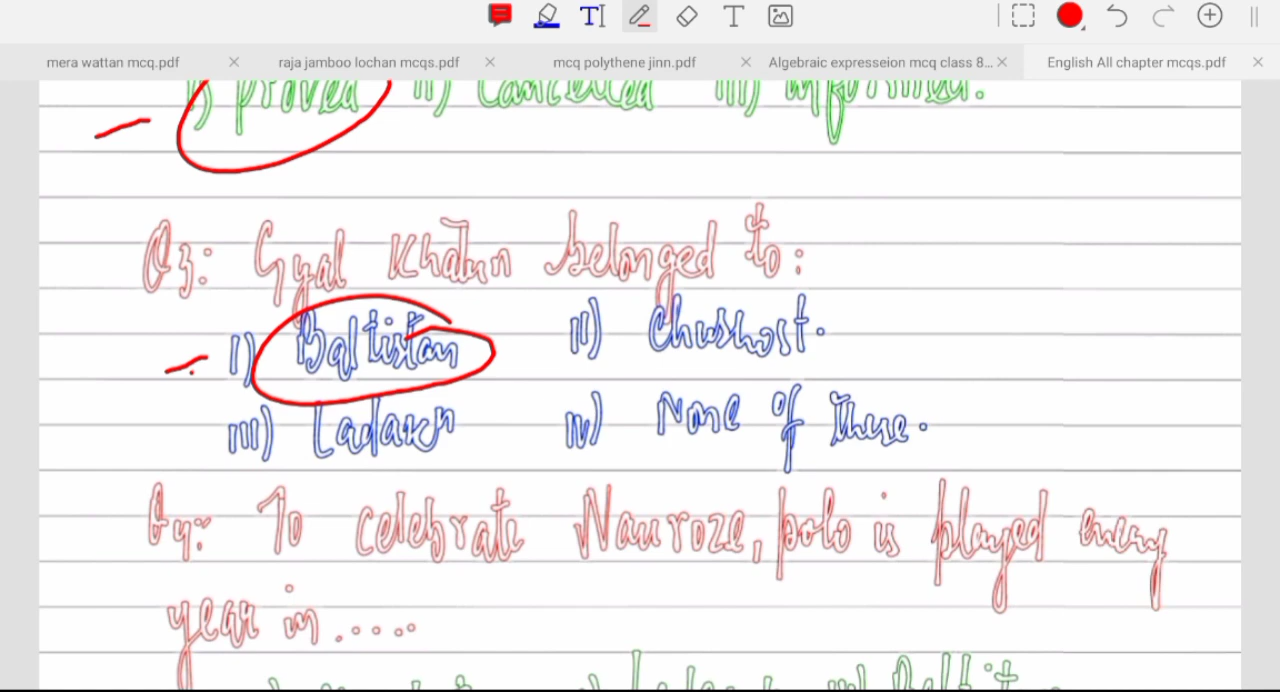 TI T
mera wattan mcq.pdf raja jamboo lochan mcqs.pdf mcq polythene jinn.pdf Algebraic expresseion mcq class 8... English All chapter mcqs.pdf
i) proved ii) Cancelled iii) informed.
Q3: Gyal Khatun belonged to:
I) Baltistan II) Chushost.
III) Ladakh IV) None of These.
Q4: To celebrate Nauroze, polo is played every
year in .....